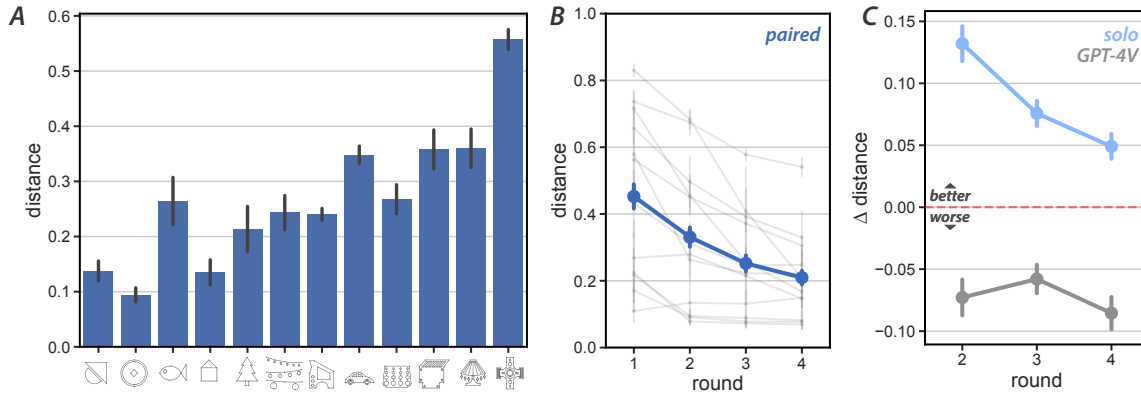 A
distance
0.6
0.5
0.4
0.3
0.2
0.1
0.0
B
paired
distance
1.0
0.8
0.6
0.4
0.2
0.0
1 2 3 4
round
C
solo
GPT-4V
Δ distance
0.15
0.10
0.05
0.00
−0.05
−0.10
better
worse
2 3 4
round